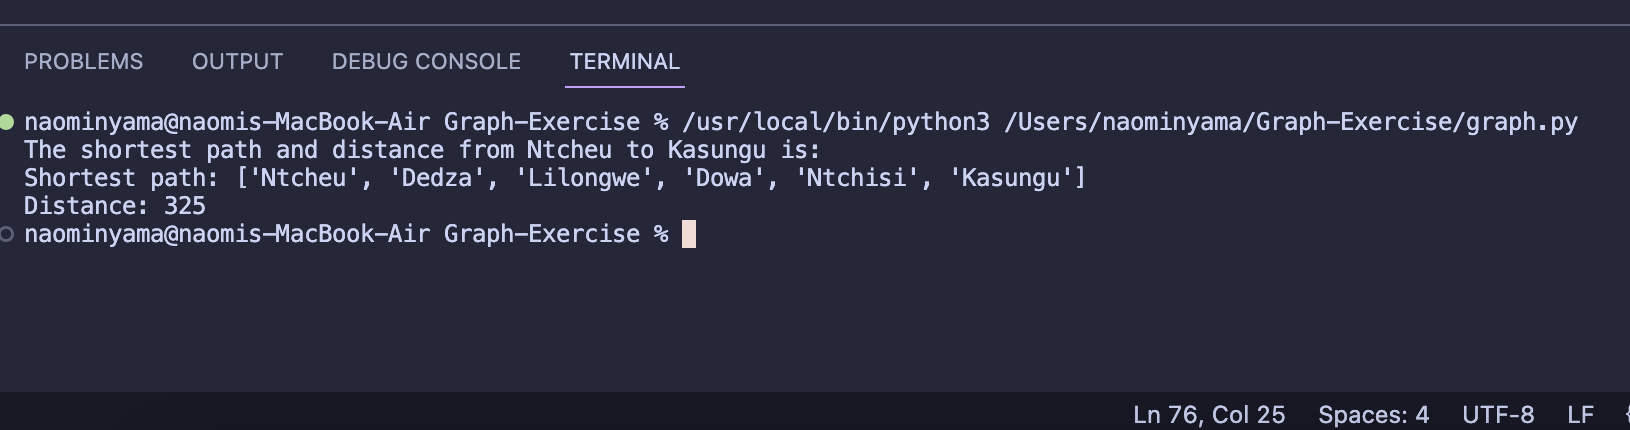 PROBLEMS OUTPUT DEBUG CONSOLE TERMINAL
naominyama@naomis-MacBook-Air Graph-Exercise % /usr/local/bin/python3 /Users/naominyama/Graph-Exercise/graph.py
The shortest path and distance from Ntcheu to Kasungu is:
Shortest path: ['Ntcheu', 'Dedza', 'Lilongwe', 'Dowa', 'Ntchisi', 'Kasungu']
Distance: 325
naominyama@naomis-MacBook-Air Graph-Exercise %
Ln 76, Col 25 Spaces: 4 UTF-8 LF